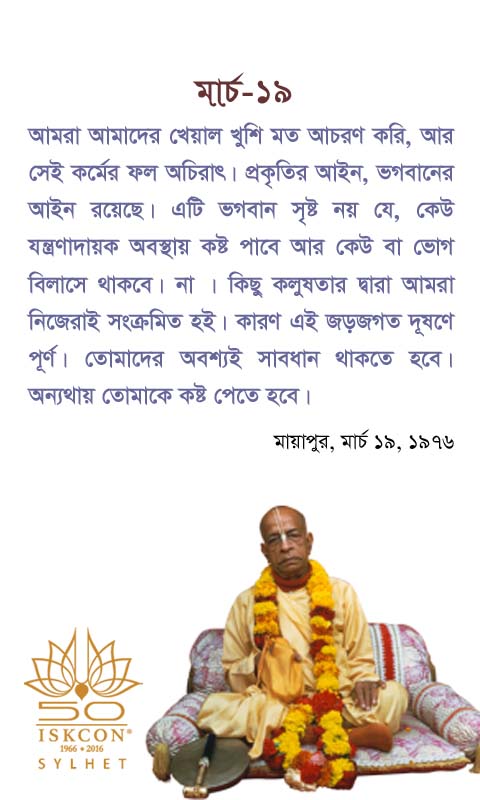 মার্চ-১৯
আমরা আমাদের খেয়াল খুশি মত আচরণ করি, আর
সেই কর্মের ফল অচিরাৎ। প্রকৃতির আইন, ভগবানের
আইন রয়েছে। এটি ভগবান সৃষ্ট নয় যে, কেউ
যন্ত্রণাদায়ক অবস্থায় কষ্ট পাবে আর কেউ বা ভোগ
বিলাসে থাকবে। না । কিছু কলুষতার দ্বারা আমরা
নিজেরাই সংক্রমিত হই। কারণ এই জড়জগত দূষণে
পূর্ণ। তোমাদের অবশ্যই সাবধান থাকতে হবে।
অন্যথায় তোমাকে কষ্ট পেতে হবে।
মায়াপুর, মার্চ ১৯, ১৯৭৬
50
ISKCON®
1966 • 2016
SYLHET